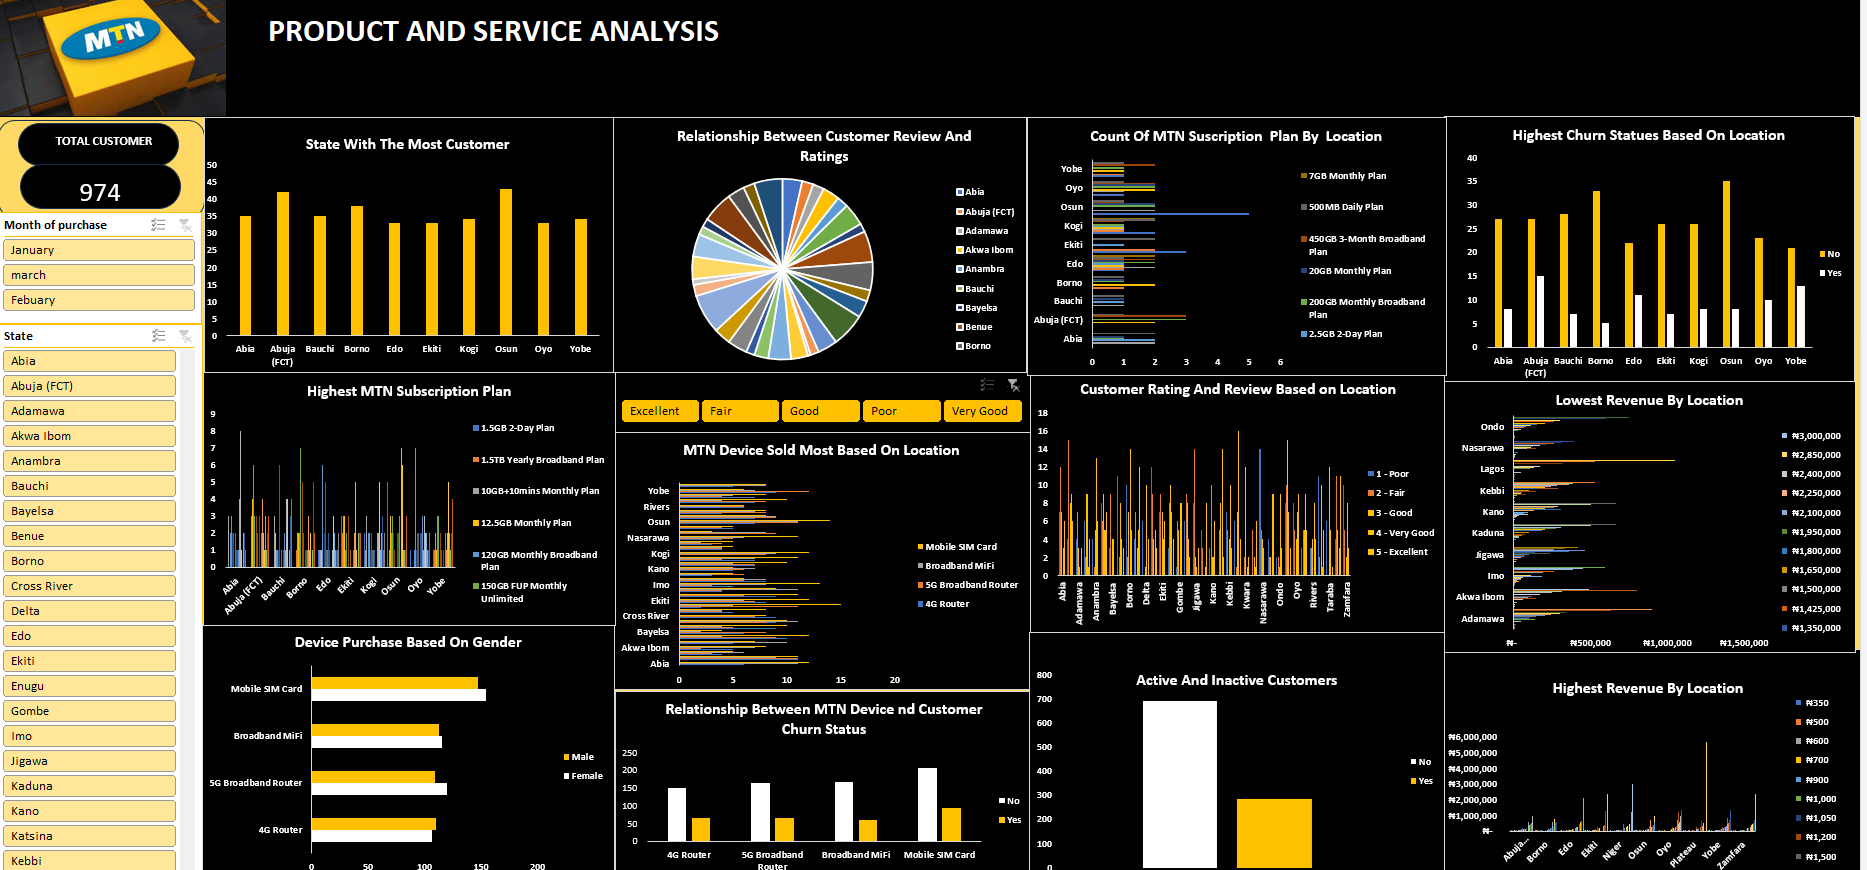 MTN
PRODUCT AND SERVICE ANALYSIS
TOTAL CUSTOMER
974
Month of purchase
January
march
Febuary
State
Abia
Abuja (FCT)
Adamawa
Akwa Ibom
Anambra
Bauchi
Bayelsa
Benue
Borno
Cross River
Delta
Edo
Ekiti
Enugu
Gombe
Imo
Jigawa
Kaduna
Kano
Katsina
Kebbi
State With The Most Customer
50
45
40
35
30
25
20
15
10
5
0
Abia
Abuja
(FCT)
Bauchi
Borno
Edo
Ekiti
Kogi
Osun
Oyo
Yobe
Relationship Between Customer Review And
Ratings
Abia
Abuja (FCT)
Adamawa
Akwa Ibom
Anambra
Bauchi
Bayelsa
Benue
Borno
Count Of MTN Suscription Plan By Location
Yobe
Oyo
Osun
Kogi
Ekiti
Edo
Borno
Bauchi
Abuja (FCT)
Abia
0 1 2 3 4 5 6
7GB Monthly Plan
500MB Daily Plan
450GB 3-Month Broadband
Plan
20GB Monthly Plan
200GB Monthly Broadband
Plan
2.5GB 2-Day Plan
Highest Churn Statues Based On Location
40
35
30
25
20
15
10
5
0
Abia
Abuja
(FCT)
Bauchi
Borno
Edo
Ekiti
Kogi
Osun
Oyo
Yobe
No
Yes
Highest MTN Subscription Plan
9
8
7
6
5
4
3
2
1
0
Abia
Abuja (FCT)
Bauchi
Borno
Edo
Ekiti
Kogi
Osun
Oyo
Yobe
1.5GB 2-Day Plan
1.5TB Yearly Broadband Plan
10GB+10mins Monthly Plan
12.5GB Monthly Plan
120GB Monthly Broadband
Plan
150GB FUP Monthly
Unlimited
Excellent
Fair
Good
Poor
Very Good
MTN Device Sold Most Based On Location
Yobe
Rivers
Osun
Nasarawa
Kogi
Kano
Imo
Ekiti
Cross River
Bayelsa
Akwa Ibom
Abia
0 5 10 15 20
Mobile SIM Card
Broadband MiFi
5G Broadband Router
4G Router
Customer Rating And Review Based on Location
18
16
14
12
10
8
6
4
2
0
Abia
Adamawa
Anambra
Bayelsa
Borno
Delta
Ekiti
Gombe
Jigawa
Kano
Kebbi
Kwara
Nasarawa
Ondo
Oyo
Rivers
Taraba
Zamfara
1 - Poor
2 - Fair
3 - Good
4 - Very Good
5 - Excellent
Lowest Revenue By Location
Ondo
Nasarawa
Lagos
Kebbi
Kano
Kaduna
Jigawa
Imo
Akwa Ibom
Adamawa
₦- ₦500,000 ₦1,000,000 ₦1,500,000
₦3,000,000
₦2,850,000
₦2,400,000
₦2,250,000
₦2,100,000
₦1,950,000
₦1,800,000
₦1,650,000
₦1,500,000
₦1,425,000
₦1,350,000
Device Purchase Based On Gender
Mobile SIM Card
Broadband MiFi
5G Broadband Router
4G Router
0 50 100 150 200
Male
Female
Relationship Between MTN Device nd Customer
Churn Status
250
200
150
100
50
0
4G Router
5G Broadband
Router
Broadband MiFi
Mobile SIM Card
No
Yes
Active And Inactive Customers
800
700
600
500
400
300
200
100
0
No
Yes
Highest Revenue By Location
₦6,000,000
₦5,000,000
₦4,000,000
₦3,000,000
₦2,000,000
₦1,000,000
₦-
Abuja...
Borno
Edo
Ekiti
Niger
Osun
Oyo
Plateau
Yobe
Zamfara
₦350
₦500
₦600
₦700
₦900
₦1,000
₦1,050
₦1,200
₦1,500